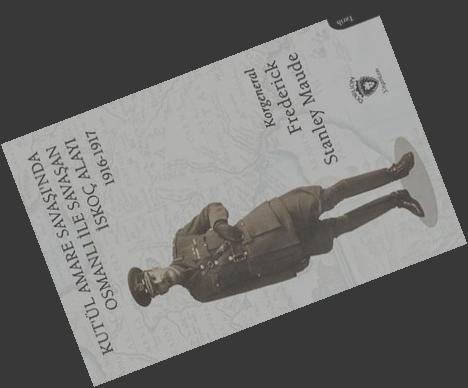 KUT'ÜL AMARE SAVAŞI'NDA
OSMANLI İLE SAVAŞAN
İSKOÇ ALAYI
1916-1917
Korgeneral
Frederick
Stanley Maude
Tarih